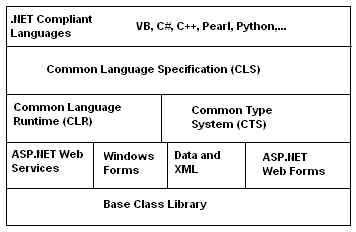 .NET Compliant
Languages
VB, C#, C++, Pearl, Python,...
Common Language Specification (CLS)
Common Language
Runtime (CLR)
Common Type
System (CTS)
ASP.NET Web
Services
Windows
Forms
Data and
XML
ASP.NET
Web Forms
Base Class Library